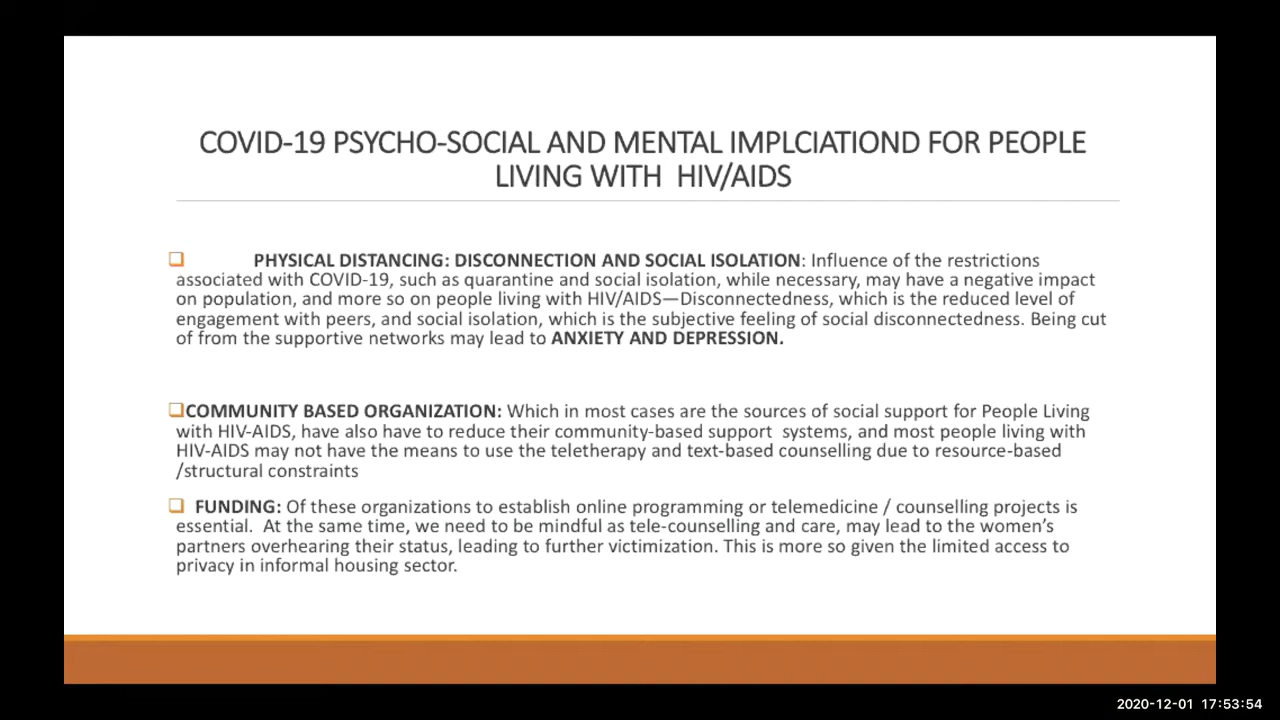 COVID-19 PSYCHO-SOCIAL AND MENTAL IMPLCIATIOND FOR PEOPLE
LIVING WITH HIV/AIDS
PHYSICAL DISTANCING: DISCONNECTION AND SOCIAL ISOLATION: Influence of the restrictions
associated with COVID-19, such as quarantine and social isolation, while necessary, may have a negative impact
on population, and more so on people living with HIV/AIDS—Disconnectedness, which is the reduced level of
engagement with peers, and social isolation, which is the subjective feeling of social disconnectedness. Being cut
of from the supportive networks may lead to ANXIETY AND DEPRESSION.
COMMUNITY BASED ORGANIZATION: Which in most cases are the sources of social support for People Living
with HIV-AIDS, have also have to reduce their community-based support systems, and most people living with
HIV-AIDS may not have the means to use the teletherapy and text-based counselling due to resource-based
/structural constraints
FUNDING: Of these organizations to establish online programming or telemedicine / counselling projects is
essential. At the same time, we need to be mindful as tele-counselling and care, may lead to the women's
partners overhearing their status, leading to further victimization. This is more so given the limited access to
privacy in informal housing sector.
2020-12-01 17:53:54